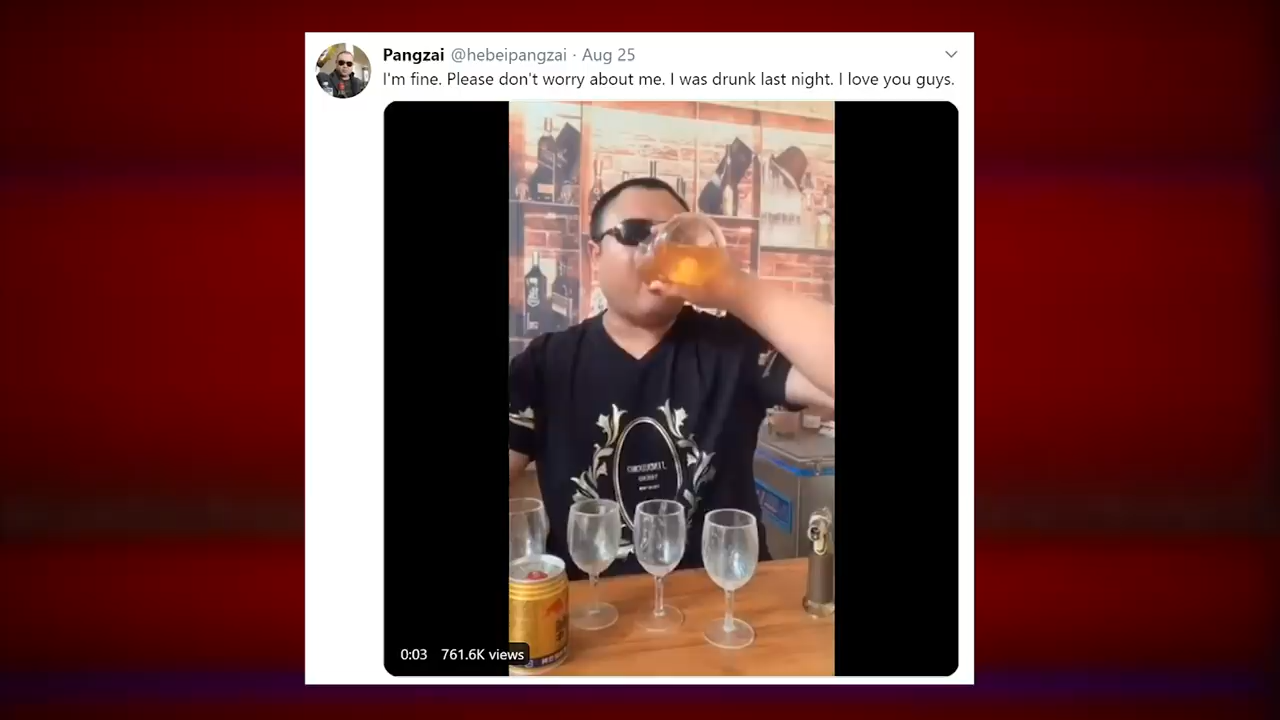 Pangzai @hebeipangzai · Aug 25
I'm fine. Please don't worry about me. I was drunk last night. I love you guys.
0:03 761.6K views